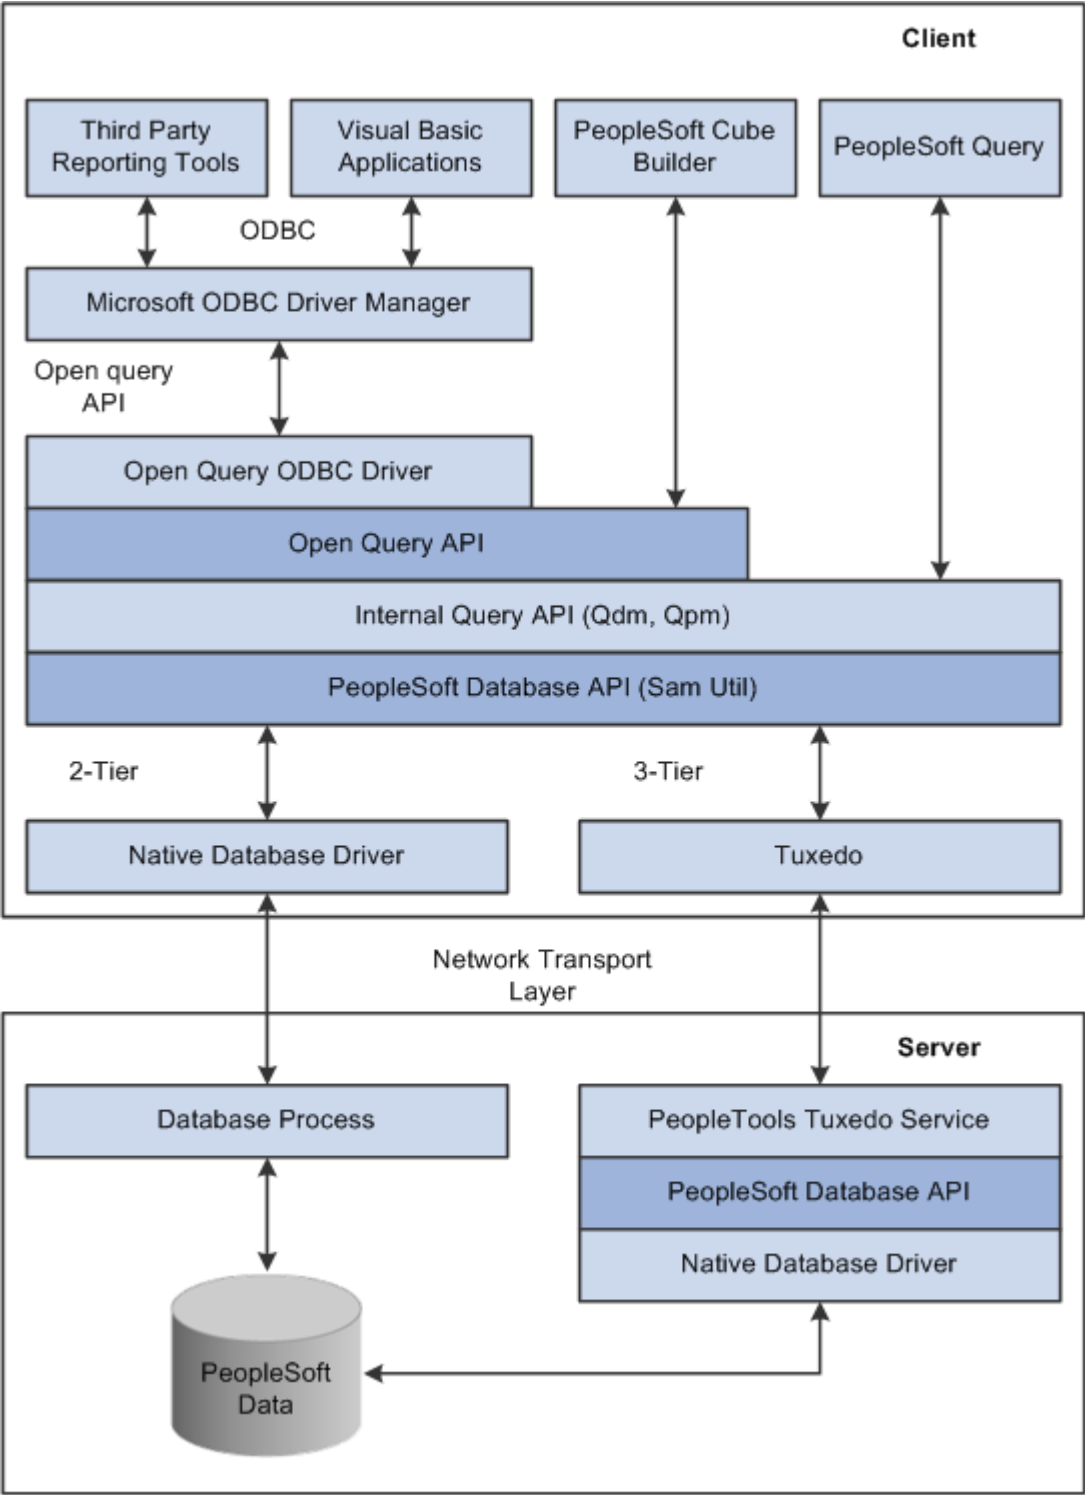 Client
Third Party
Reporting Tools
Visual Basic
Applications
PeopleSoft Cube
Builder
PeopleSoft Query
ODBC
Microsoft ODBC Driver Manager
Open query
API
Open Query ODBC Driver
Open Query API
Internal Query API (Qdm, Qpm)
PeopleSoft Database API (Sam Util)
2-Tier
3-Tier
Native Database Driver
Tuxedo
Network Transport
Layer
Server
Database Process
PeopleTools Tuxedo Service
PeopleSoft Database API
Native Database Driver
PeopleSoft
Data